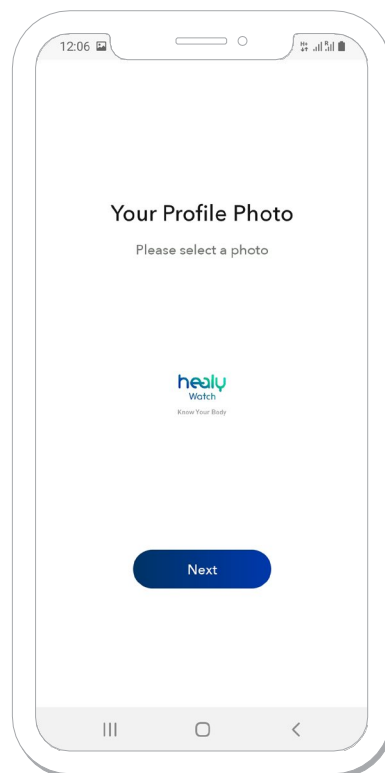 12:06
H+
R
Your Profile Photo
Please select a photo
healy
Watch
Know Your Body
Next